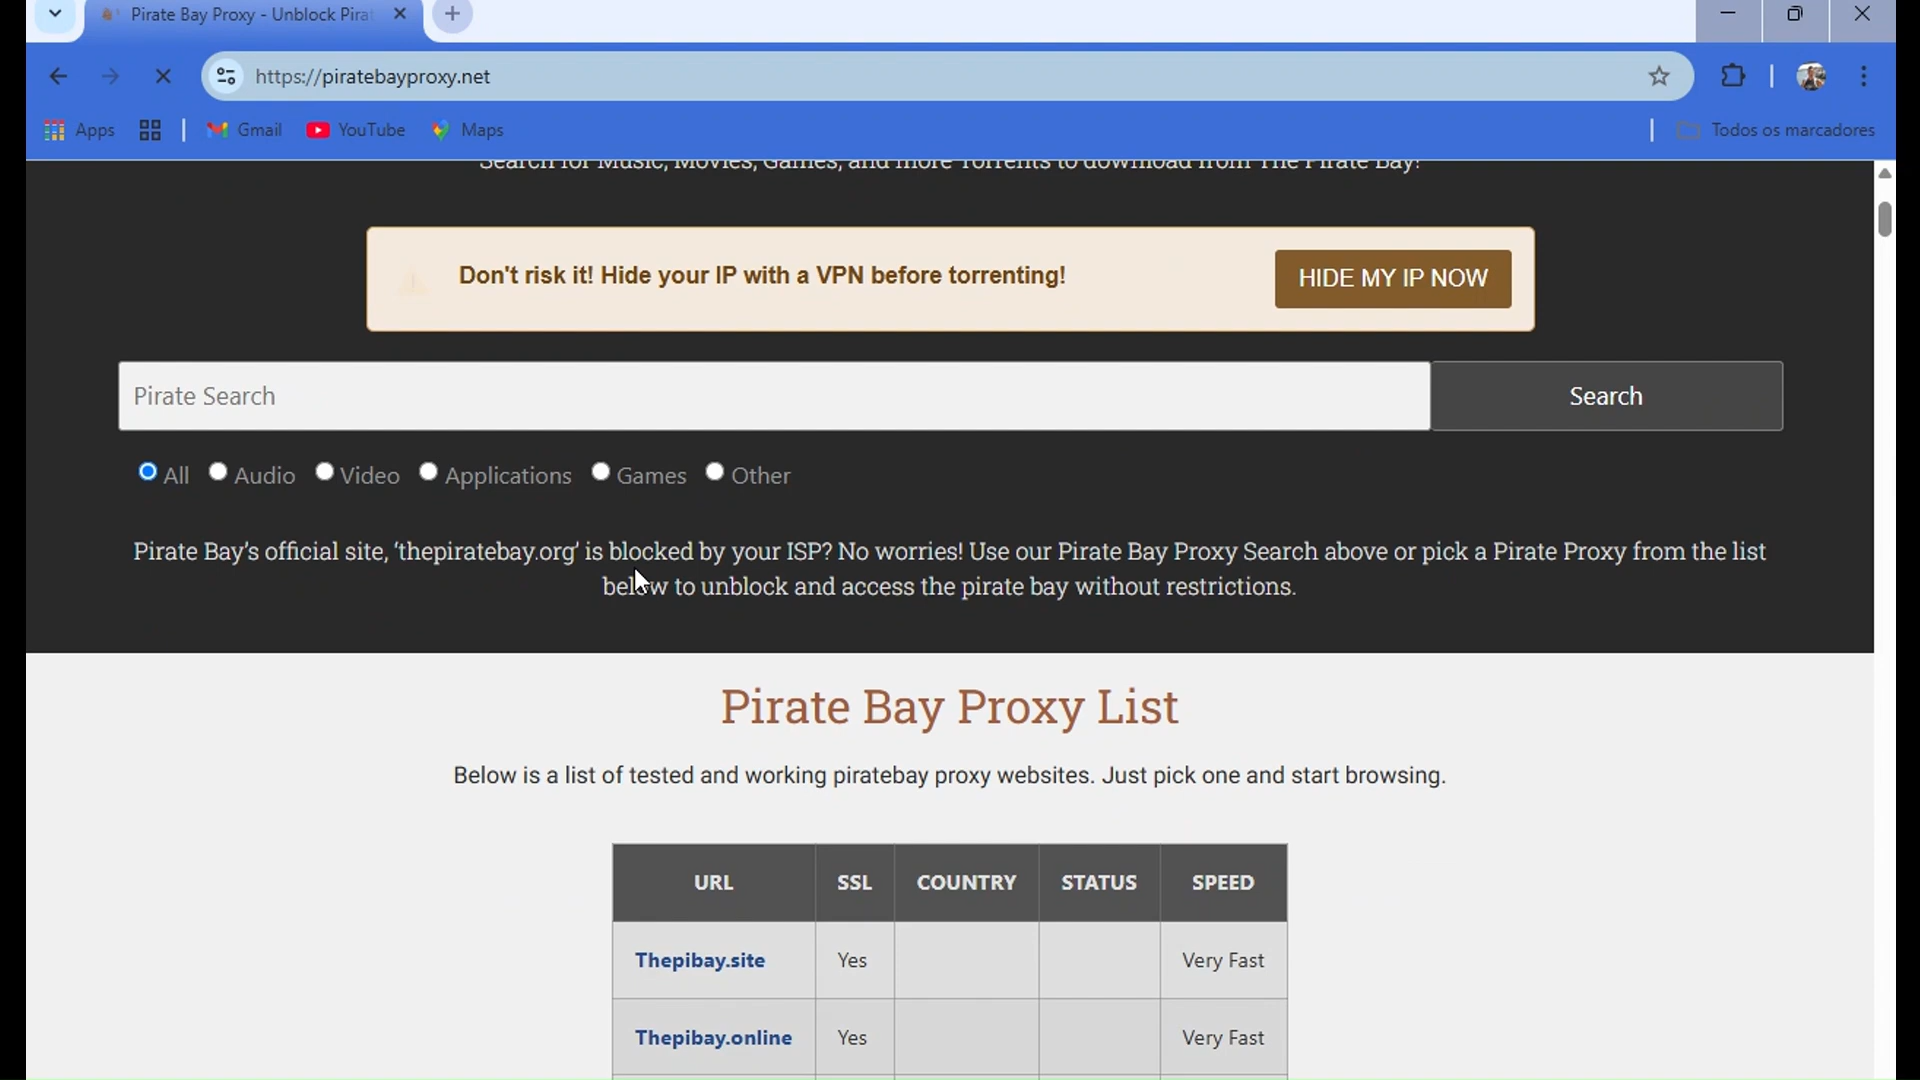 Pirate Bay Proxy - Unblock Pirat
https://piratebayproxy.net
Apps
Gmail
YouTube
Maps
Todos os marcadores
Search for Music, Movies, Games, and more Torrents to download from The Pirate Bay!
Don't risk it! Hide your IP with a VPN before torrenting!
HIDE MY IP NOW
Pirate Search
Search
All Audio Video Applications Games Other
Pirate Bay’s official site, ‘thepiratebay.org’ is blocked by your ISP? No worries! Use our Pirate Bay Proxy Search above or pick a Pirate Proxy from the list
below to unblock and access the pirate bay without restrictions.
Pirate Bay Proxy List
Below is a list of tested and working piratebay proxy websites. Just pick one and start browsing.
URL SSL COUNTRY STATUS SPEED
Thepibay.site Yes Very Fast
Thepibay.online Yes Very Fast